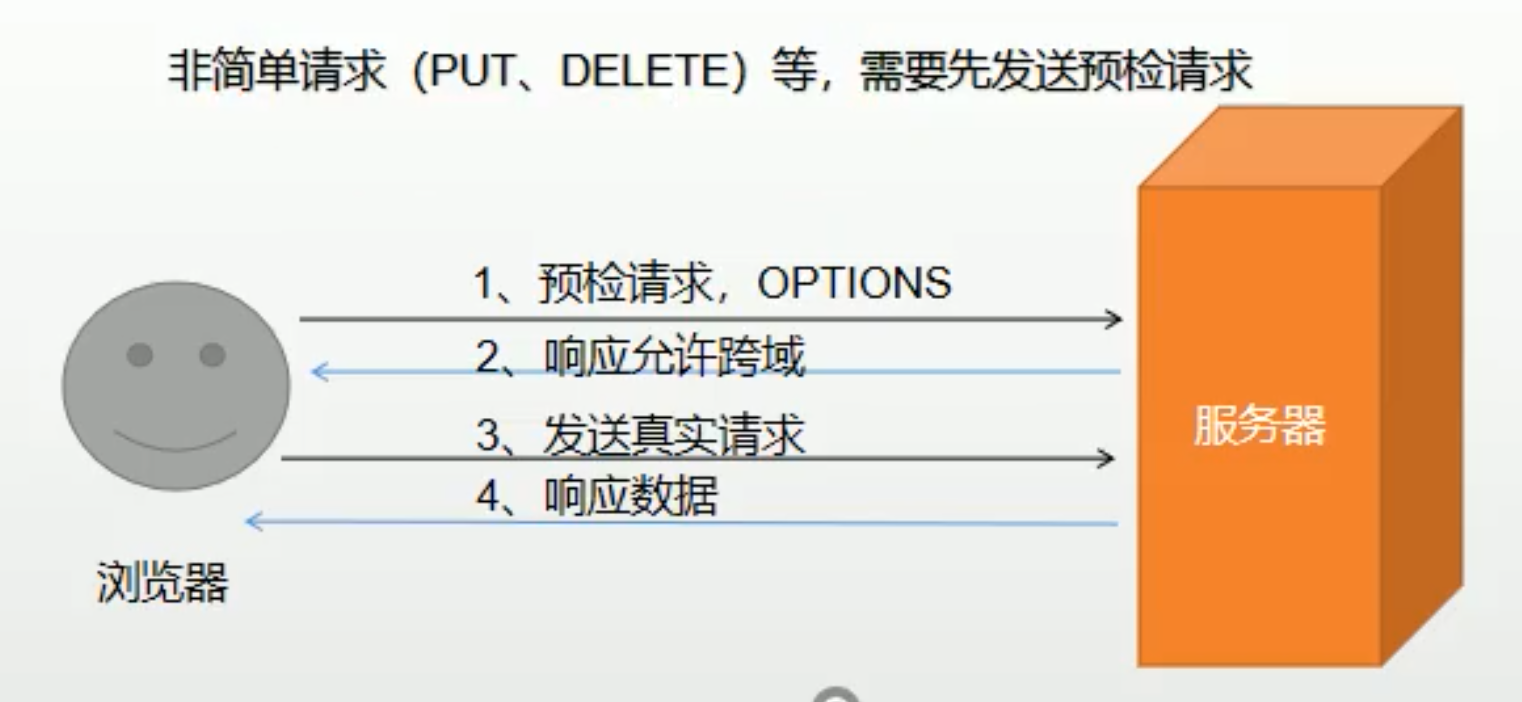 非简单请求（PUT、DELETE）等，需要先发送预检请求
1、预检请求，OPTIONS
2、响应允许跨域
3、发送真实请求
4、响应数据
服务器
浏览器